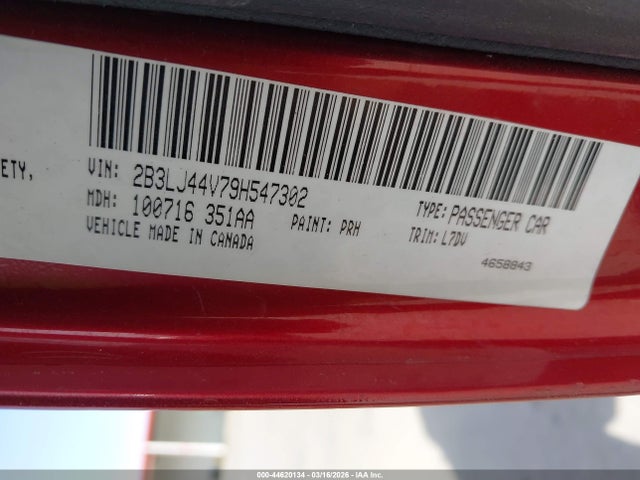 ETY,
VIN: 2B3LJ44V79H547302
MDH: 100716 351AA
PAINT: PRH
VEHICLE MADE IN CANADA
TYPE: PASSENGER CAR
TRIM: L7DV
4658843
000-44620134 - 03/16/2026 - © IAA Inc.